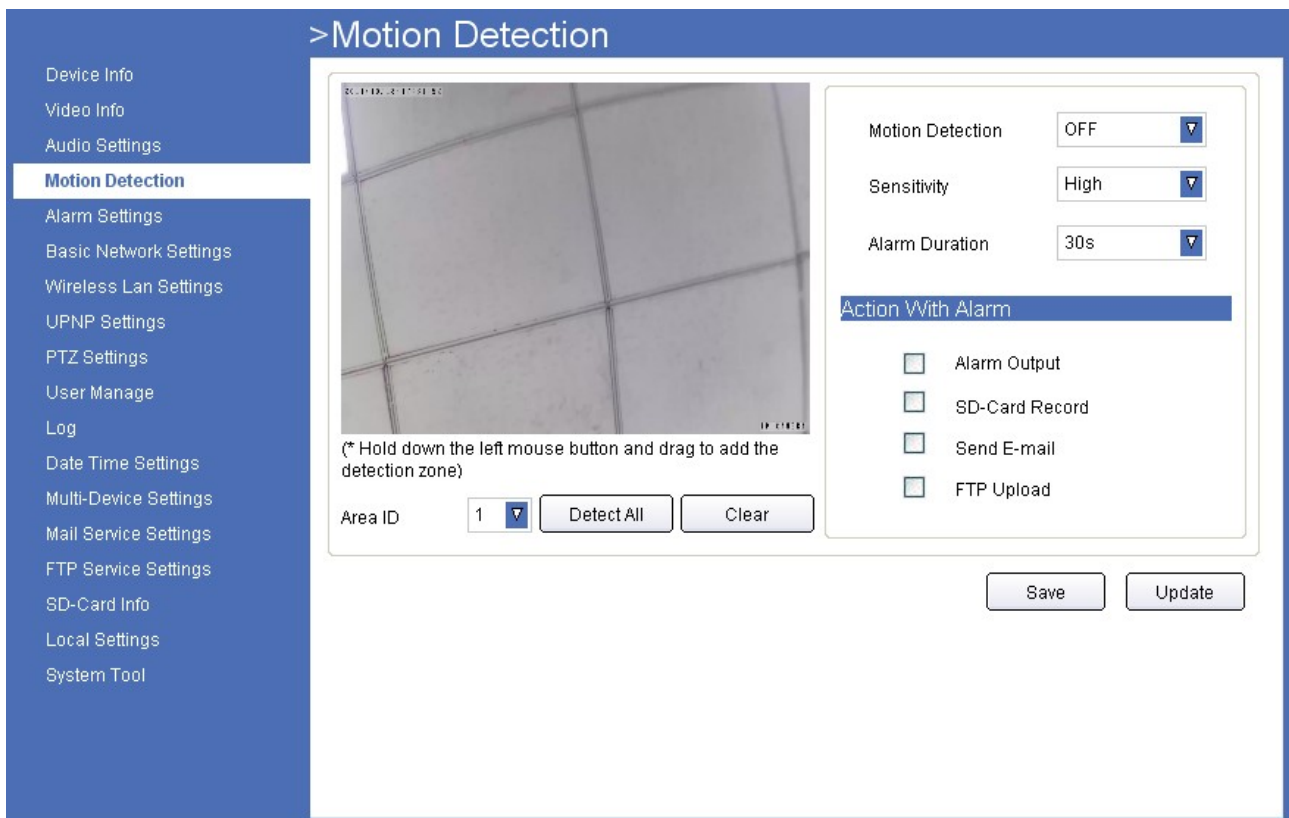 >Motion Detection
Device Info
Video Info
Audio Settings
Motion Detection
Alarm Settings
Basic Network Settings
Wireless Lan Settings
UPNP Settings
PTZ Settings
User Manage
Log
Date Time Settings
Multi-Device Settings
Mail Service Settings
FTP Service Settings
SD-Card Info
Local Settings
System Tool
(* Hold down the left mouse button and drag to add the
detection zone)
Area ID 1 Detect All Clear
Motion Detection OFF
Sensitivity High
Alarm Duration 30s
Action With Alarm
Alarm Output
SD-Card Record
Send E-mail
FTP Upload
Save Update